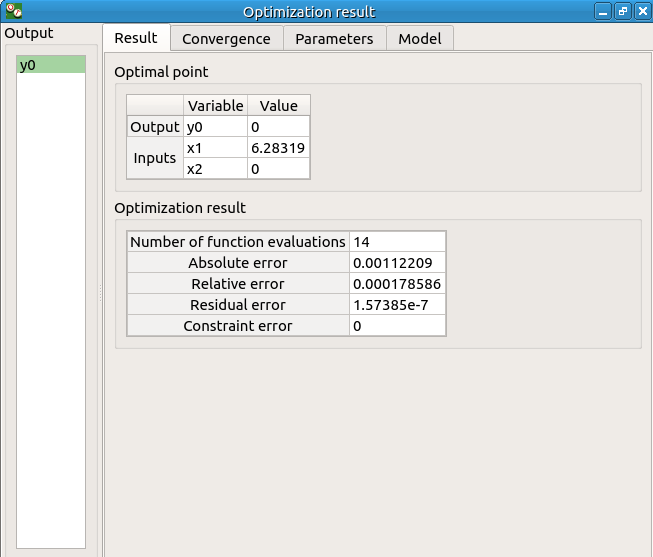 Optimization result
Output
y0
Result Convergence Parameters Model
Optimal point
Variable Value
Output y0 0
Inputs x1 6.28319
x2 0
Optimization result
Number of function evaluations 14
Absolute error 0.00112209
Relative error 0.000178586
Residual error 1.57385e-7
Constraint error 0